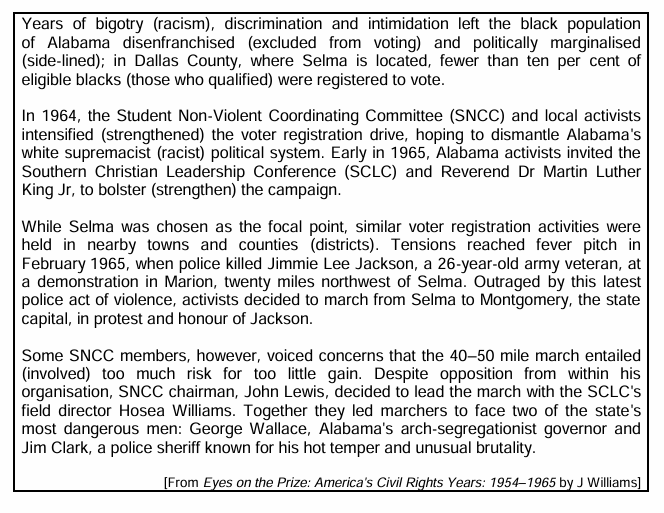 Years of bigotry (racism), discrimination and intimidation left the black population
of Alabama disenfranchised (excluded from voting) and politically marginalised
(side-lined); in Dallas County, where Selma is located, fewer than ten per cent of
eligible blacks (those who qualified) were registered to vote.
In 1964, the Student Non-Violent Coordinating Committee (SNCC) and local activists
intensified (strengthened) the voter registration drive, hoping to dismantle Alabama's
white supremacist (racist) political system. Early in 1965, Alabama activists invited the
Southern Christian Leadership Conference (SCLC) and Reverend Dr Martin Luther
King Jr, to bolster (strengthen) the campaign.
While Selma was chosen as the focal point, similar voter registration activities were
held in nearby towns and counties (districts). Tensions reached fever pitch in
February 1965, when police killed Jimmie Lee Jackson, a 26-year-old army veteran, at
a demonstration in Marion, twenty miles northwest of Selma. Outraged by this latest
police act of violence, activists decided to march from Selma to Montgomery, the state
capital, in protest and honour of Jackson.
Some SNCC members, however, voiced concerns that the 40–50 mile march entailed
(involved) too much risk for too little gain. Despite opposition from within his
organisation, SNCC chairman, John Lewis, decided to lead the march with the SCLC's
field director Hosea Williams. Together they led marchers to face two of the state's
most dangerous men: George Wallace, Alabama's arch-segregationist governor and
Jim Clark, a police sheriff known for his hot temper and unusual brutality.
[From Eyes on the Prize: America's Civil Rights Years: 1954–1965 by J Williams]